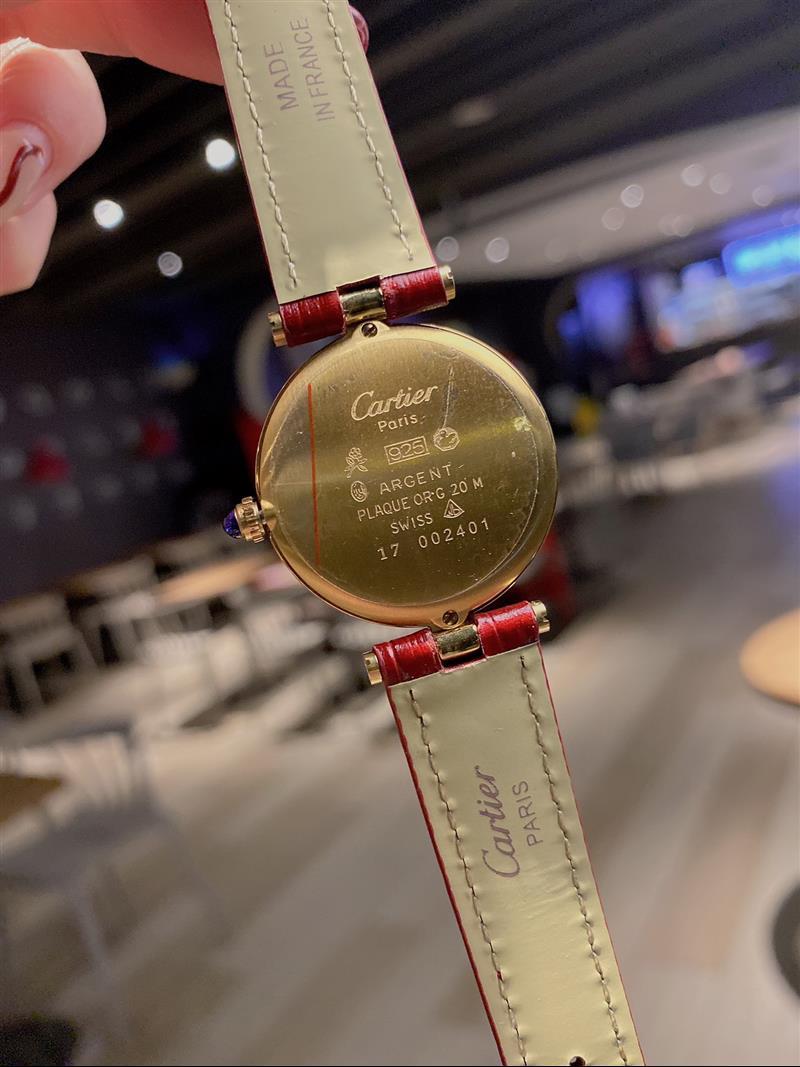 MADE
IN FRANCE
Cartier
Paris
925
ARGENT
PLAQUE OR·G 20 M
SWISS
17 002401
Cartier
PARIS